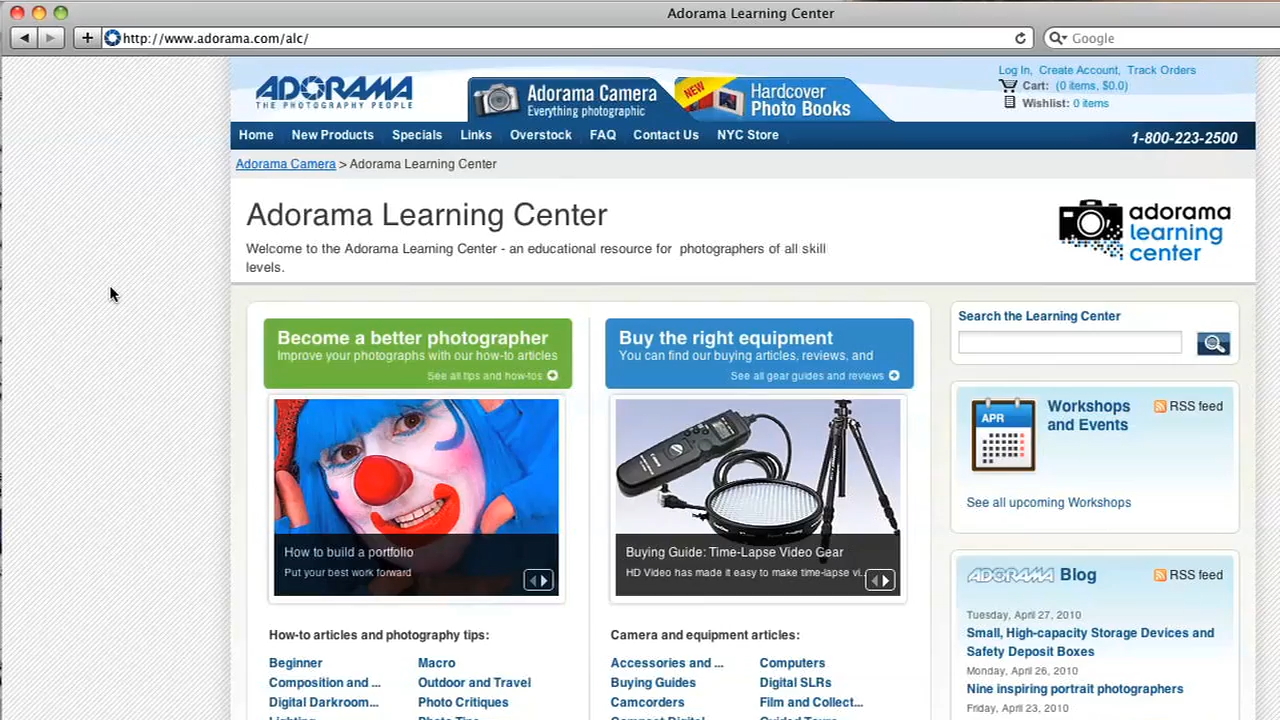 Adorama Learning Center
http://www.adorama.com/alc/
Google
ADORAMA
THE PHOTOGRAPHY PEOPLE
Adorama Camera
Everything photographic
NEW
Hardcover
Photo Books
Log In, Create Account, Track Orders
Cart: (0 items, $0.0)
Wishlist: 0 items
Home New Products Specials Links Overstock FAQ Contact Us NYC Store
1-800-223-2500
Adorama Camera > Adorama Learning Center
Adorama Learning Center
Welcome to the Adorama Learning Center - an educational resource for photographers of all skill
levels.
adorama
learning
center
Become a better photographer
Improve your photographs with our how-to articles
See all tips and how-tos
How to build a portfolio
Put your best work forward
How-to articles and photography tips:
Beginner Macro
Composition and ... Outdoor and Travel
Digital Darkroom... Photo Critiques
Lighting Photo Tips
Buy the right equipment
You can find our buying articles, reviews, and
See all gear guides and reviews
Buying Guide: Time-Lapse Video Gear
HD Video has made it easy to make time-lapse vi...
Camera and equipment articles:
Accessories and ... Computers
Buying Guides Digital SLRs
Camcorders Film and Collect...
Compact Digital Guided Tours
Search the Learning Center
APR
Workshops
and Events
RSS feed
See all upcoming Workshops
ADORAMA Blog
RSS feed
Tuesday, April 27, 2010
Small, High-capacity Storage Devices and
Safety Deposit Boxes
Monday, April 26, 2010
Nine inspiring portrait photographers
Friday, April 23, 2010